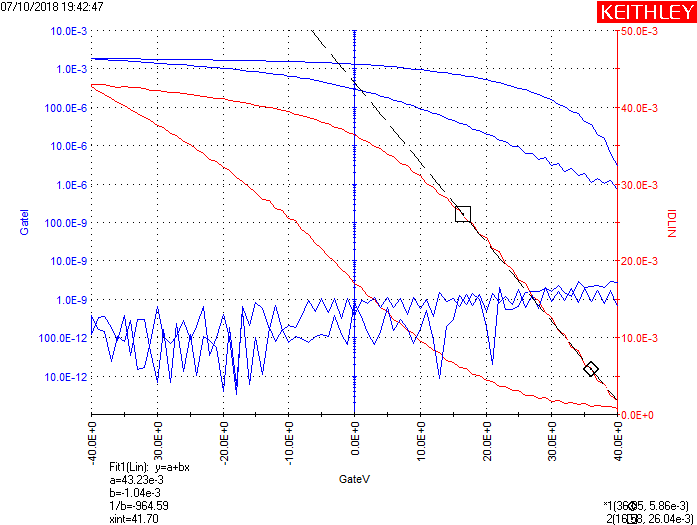 07/10/2018 19:42:47
KEITHLEY
10.0E-3
1.0E-3
100.0E-6
10.0E-6
1.0E-6
100.0E-9
10.0E-9
1.0E-9
100.0E-12
10.0E-12
GateI
50.0E-3
40.0E-3
30.0E-3
20.0E-3
10.0E-3
0.0E+0
IDLIN
-40.0E+0
-30.0E+0
-20.0E+0
-10.0E+0
0.0E+0
10.0E+0
20.0E+0
30.0E+0
40.0E+0
GateV
Fit1(Lin): y=a+bx
a=43.23e-3
b=-1.04e-3
1/b=-964.59
xint=41.70
5.86e-3)
26.04e-3)